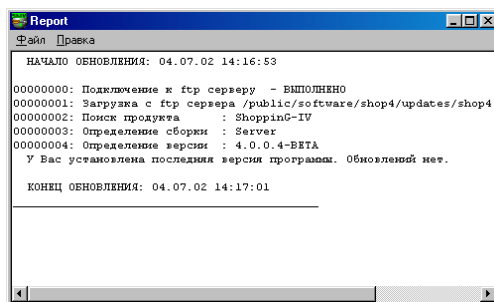 Report
Файл Правка
НАЧАЛО ОБНОВЛЕНИЯ: 04.07.02 14:16:53
00000000: Подключение к ftp серверу - ВЫПОЛНЕНО
00000001: Загрузка с ftp сервера /public/software/shop4/updates/shop4
00000002: Поиск продукта : ShoppinG-IV
00000003: Определение сборки : Server
00000004: Определение версии : 4.0.0.4-BETA
У Вас установлена последняя версия программы. Обновлений нет.
КОНЕЦ ОБНОВЛЕНИЯ: 04.07.02 14:17:01